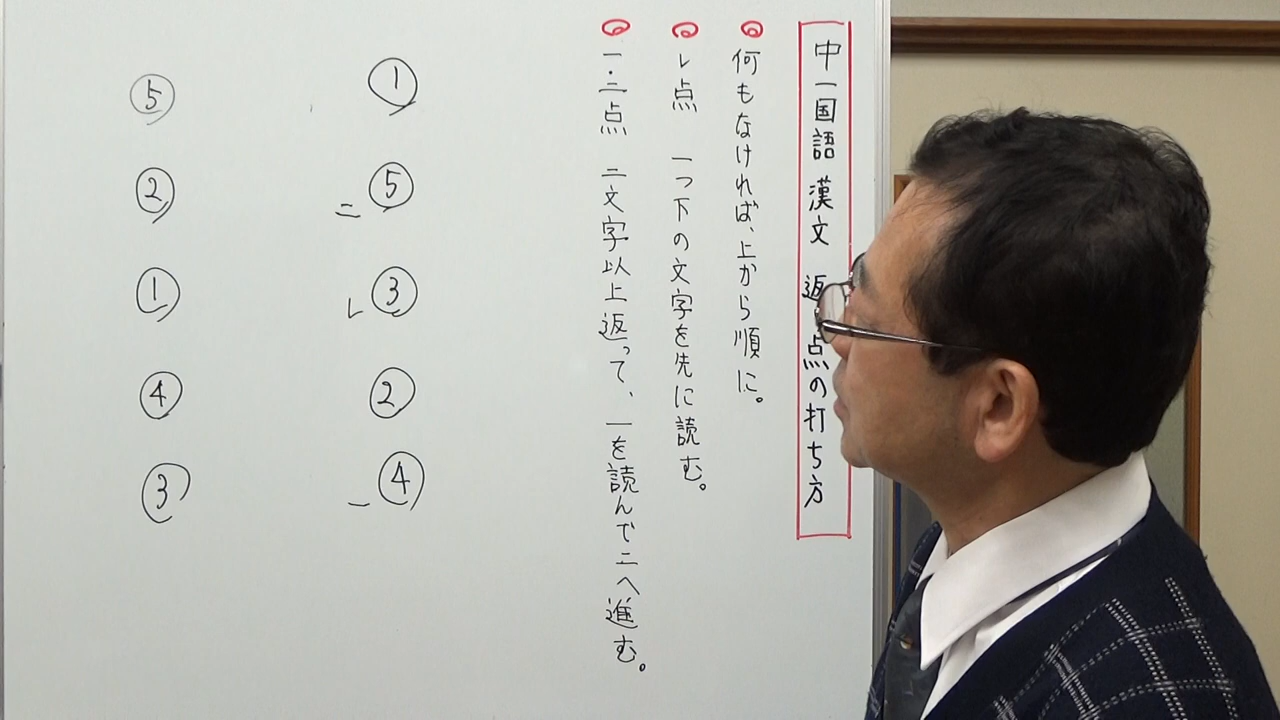 中一国語 漢文 返り点の打ち方
何もなければ、上から順に。
レ点 一つ下の文字を先に読む。
一・二点 二文字以上返って、一を読んで二へ進む。
①
⑤二
③レ
②
④一
⑤
②
①
④
③